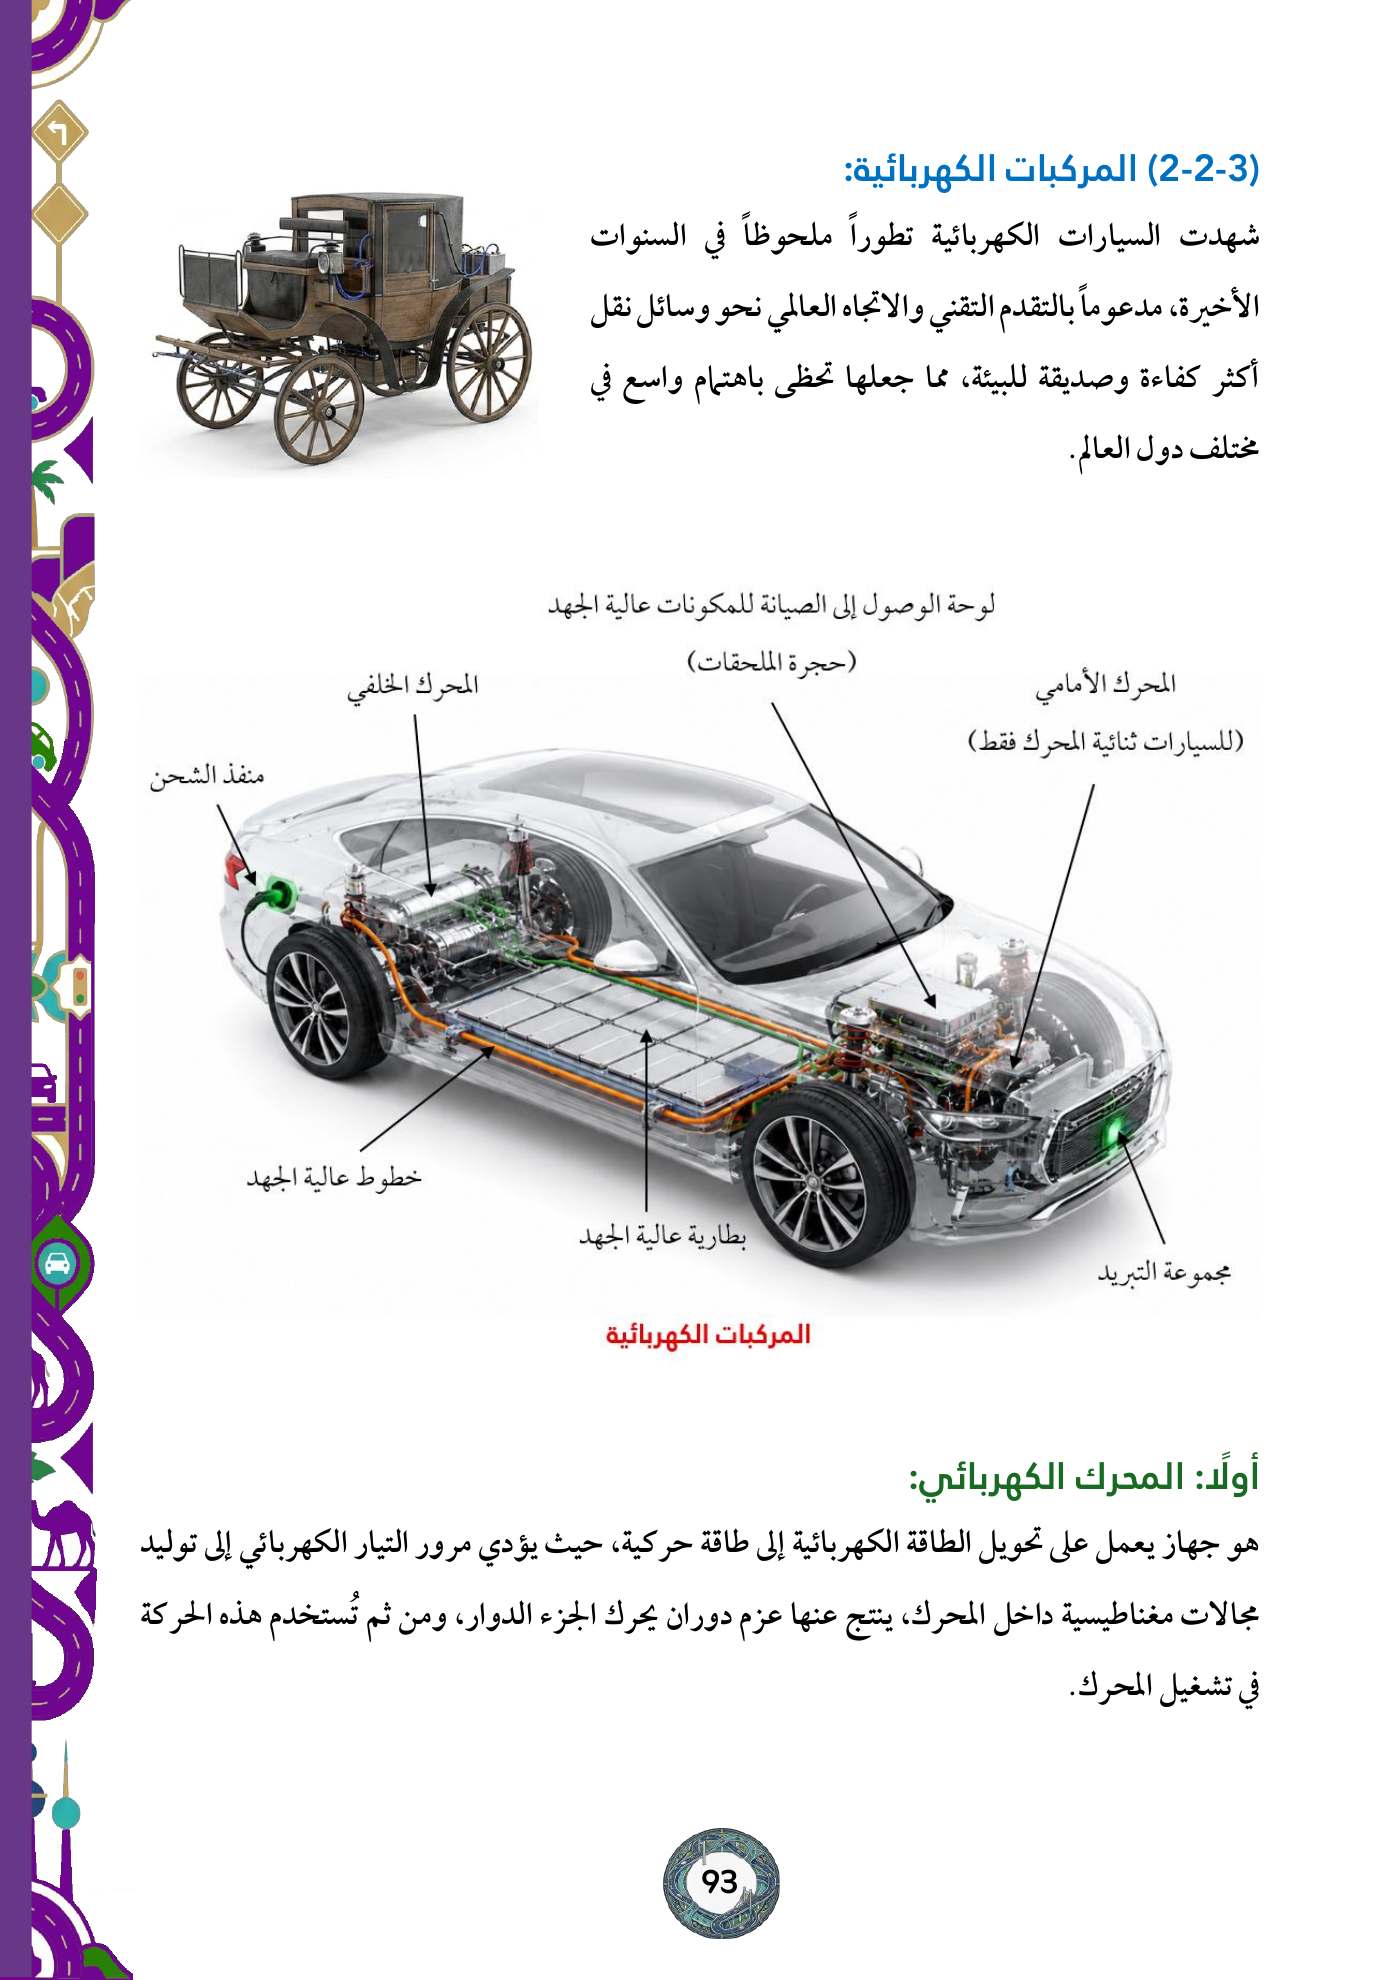 (2-2-3) المركبات الكهربائية:
شهدت السيارات الكهربائية تطوراً ملحوظاً في السنوات
الأخيرة، مدعوماً بالتقدم التقني والاتجاه العالمي نحو وسائل نقل
أكثر كفاءة وصديقة للبيئة، مما جعلها تحظى باهتمام واسع في
مختلف دول العالم.
لوحة الوصول إلى الصيانة للمكونات عالية الجهد
(حجرة الملحقات)
المحرك الأمامي
(للسيارات ثنائية المحرك فقط)
المحرك الخلفي
منفذ الشحن
خطوط عالية الجهد
بطارية عالية الجهد
مجموعة التبريد
المركبات الكهربائية
أولًا: المحرك الكهربائي:
هو جهاز يعمل على تحويل الطاقة الكهربائية إلى طاقة حركية، حيث يؤدي مرور التيار الكهربائي إلى توليد
مجالات مغناطيسية داخل المحرك، ينتج عنها عزم دوران يحرك الجزء الدوار، ومن ثم تُستخدم هذه الحركة
في تشغيل المحرك.
93